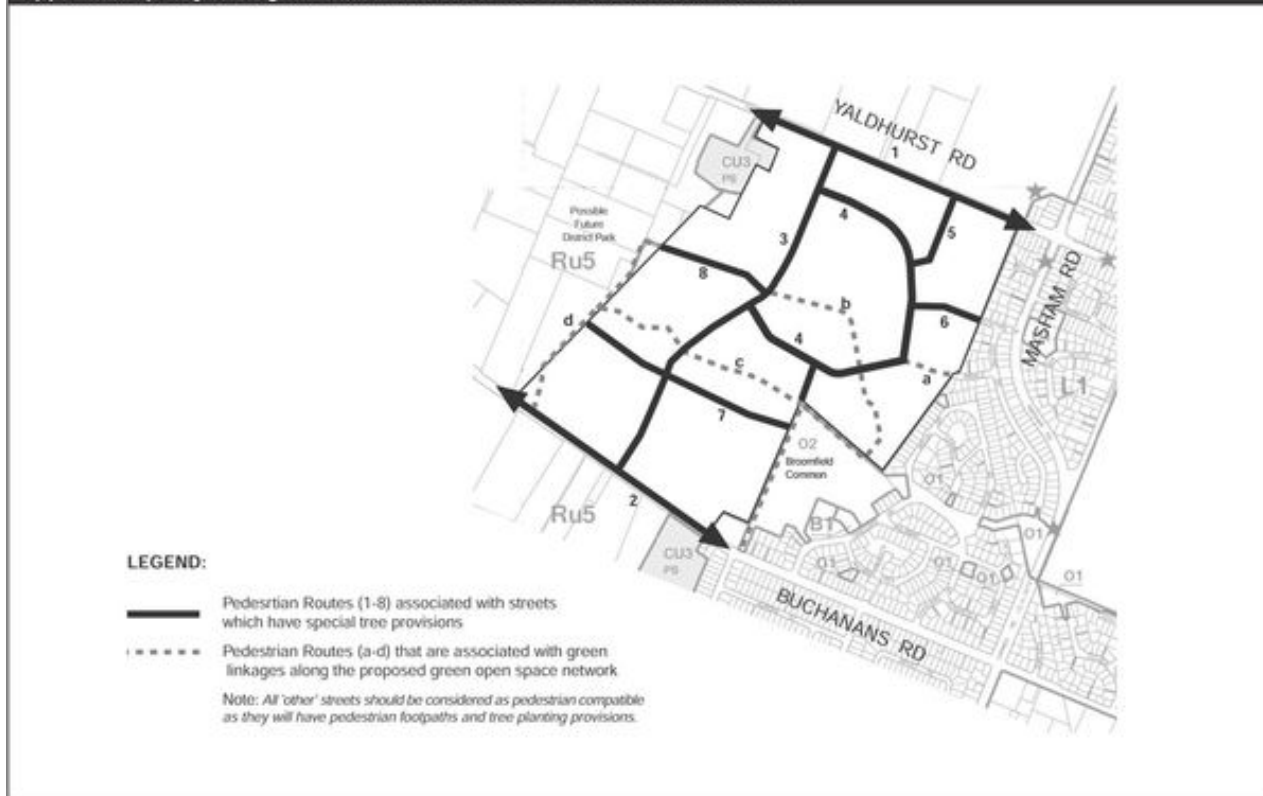 YALDHURST RD
1
CU3
PS
Possible
Future
District Park
Ru5
3
4
5
8
b
6
MASHAM RD
d
4
a
c
L1
7
O2
Broomfield
Common
2
Ru5
O1
B1
CU3
PS
O1
O1
O1
O1
O1
BUCHANANS RD
LEGEND:
Pedesrtian Routes (1-8) associated with streets
which have special tree provisions
Pedestrian Routes (a-d) that are associated with green
linkages along the proposed green open space network
Note: All 'other' streets should be considered as pedestrian compatible
as they will have pedestrian footpaths and tree planting provisions.